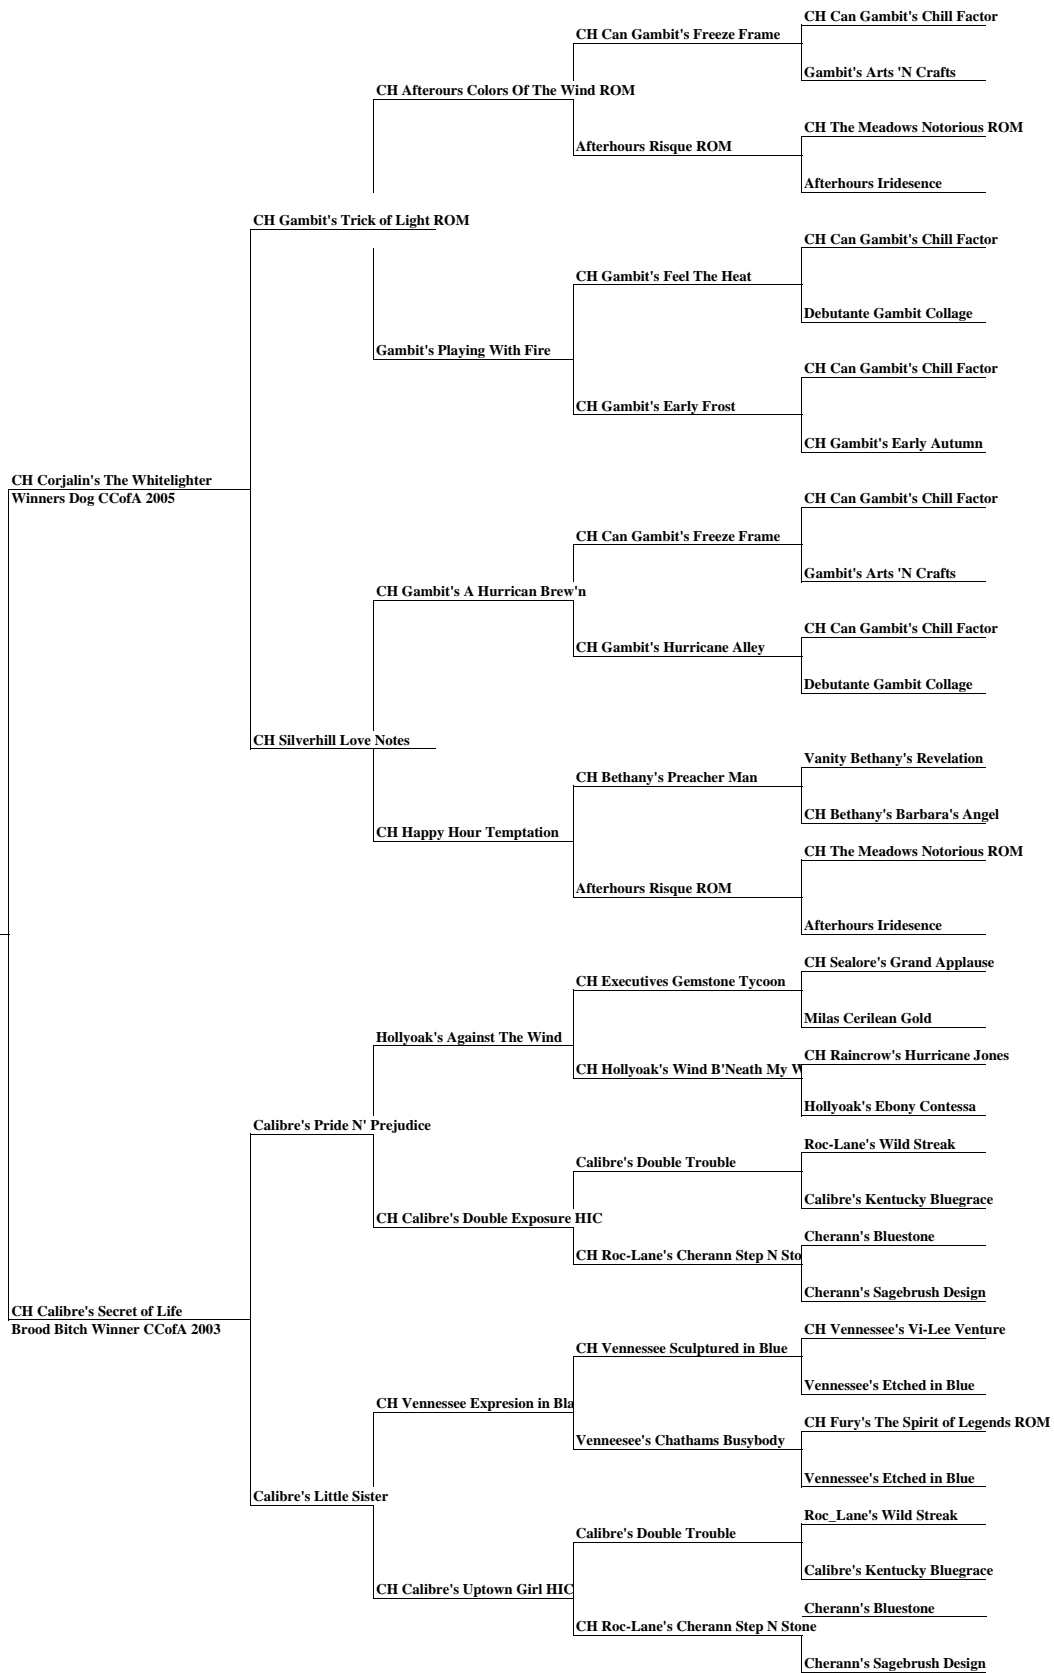 CH Can Gambit's Chill Factor
CH Can Gambit's Freeze Frame
Gambit's Arts 'N Crafts
CH Afterours Colors Of The Wind ROM
CH The Meadows Notorious ROM
Afterhours Risque ROM
Afterhours Iridesence
CH Gambit's Trick of Light ROM
CH Can Gambit's Chill Factor
CH Gambit's Feel The Heat
Debutante Gambit Collage
Gambit's Playing With Fire
CH Can Gambit's Chill Factor
CH Gambit's Early Frost
CH Gambit's Early Autumn
CH Corjalin's The Whitelighter
Winners Dog CCofA 2005
CH Can Gambit's Chill Factor
CH Can Gambit's Freeze Frame
Gambit's Arts 'N Crafts
CH Gambit's A Hurrican Brew'n
CH Can Gambit's Chill Factor
CH Gambit's Hurricane Alley
Debutante Gambit Collage
CH Silverhill Love Notes
Vanity Bethany's Revelation
CH Bethany's Preacher Man
CH Bethany's Barbara's Angel
CH Happy Hour Temptation
CH The Meadows Notorious ROM
Afterhours Risque ROM
Afterhours Iridesence
CH Sealore's Grand Applause
CH Executives Gemstone Tycoon
Milas Cerilean Gold
Hollyoak's Against The Wind
CH Raincrow's Hurricane Jones
CH Hollyoak's Wind B'Neath My W
Hollyoak's Ebony Contessa
Calibre's Pride N' Prejudice
Roc-Lane's Wild Streak
Calibre's Double Trouble
Calibre's Kentucky Bluegrace
CH Calibre's Double Exposure HIC
Cherann's Bluestone
CH Roc-Lane's Cherann Step N Sto
Cherann's Sagebrush Design
CH Calibre's Secret of Life
Brood Bitch Winner CCofA 2003
CH Vennessee's Vi-Lee Venture
CH Vennessee Sculptured in Blue
Vennessee's Etched in Blue
CH Vennessee Expresion in Bla
CH Fury's The Spirit of Legends ROM
Venneesee's Chathams Busybody
Vennessee's Etched in Blue
Calibre's Little Sister
Roc_Lane's Wild Streak
Calibre's Double Trouble
Calibre's Kentucky Bluegrace
CH Calibre's Uptown Girl HIC
Cherann's Bluestone
CH Roc-Lane's Cherann Step N Stone
Cherann's Sagebrush Design